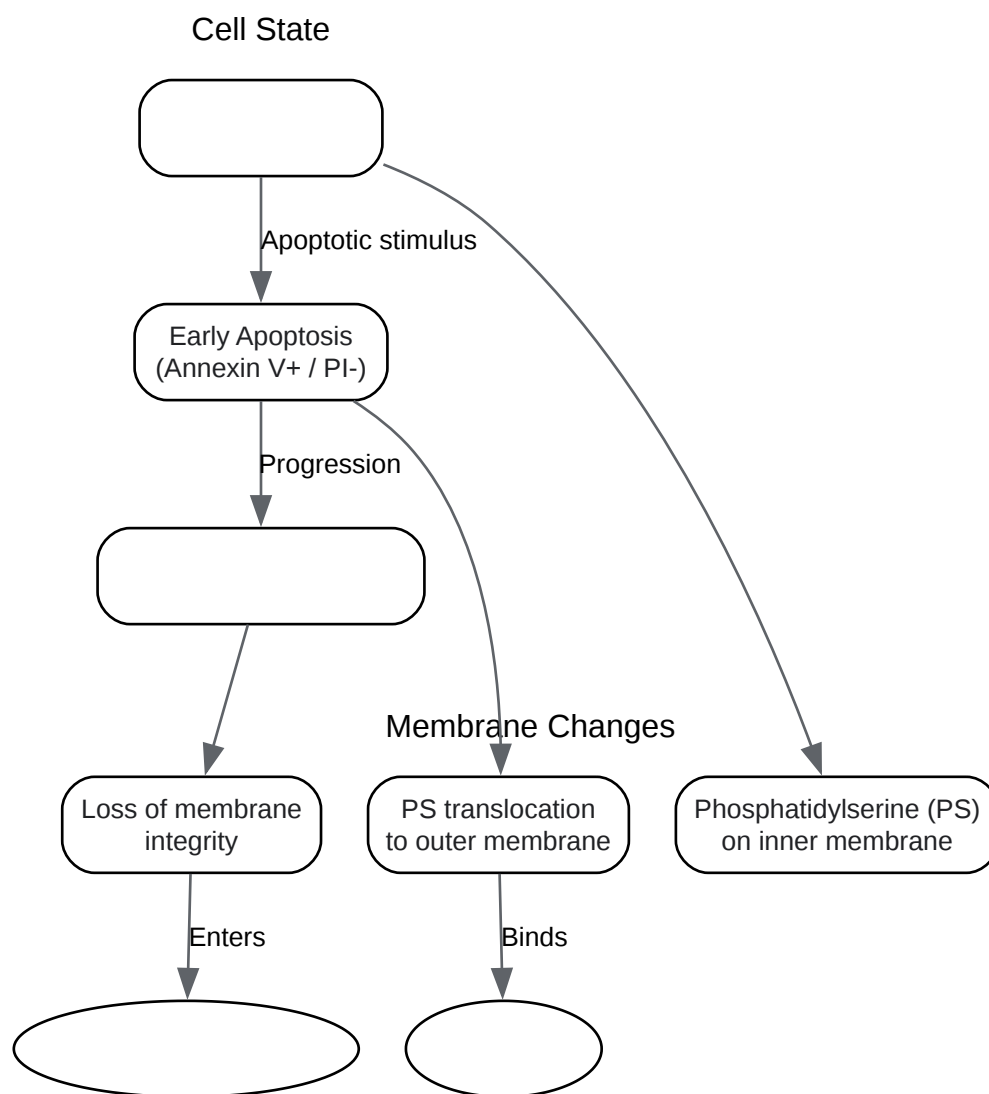 Cell State
Apoptotic stimulus
Early Apoptosis
(Annexin V+ / PI-)
Progression
Membrane Changes
Loss of membrane
integrity
PS translocation
to outer membrane
Phosphatidylserine (PS)
on inner membrane
Enters
Binds